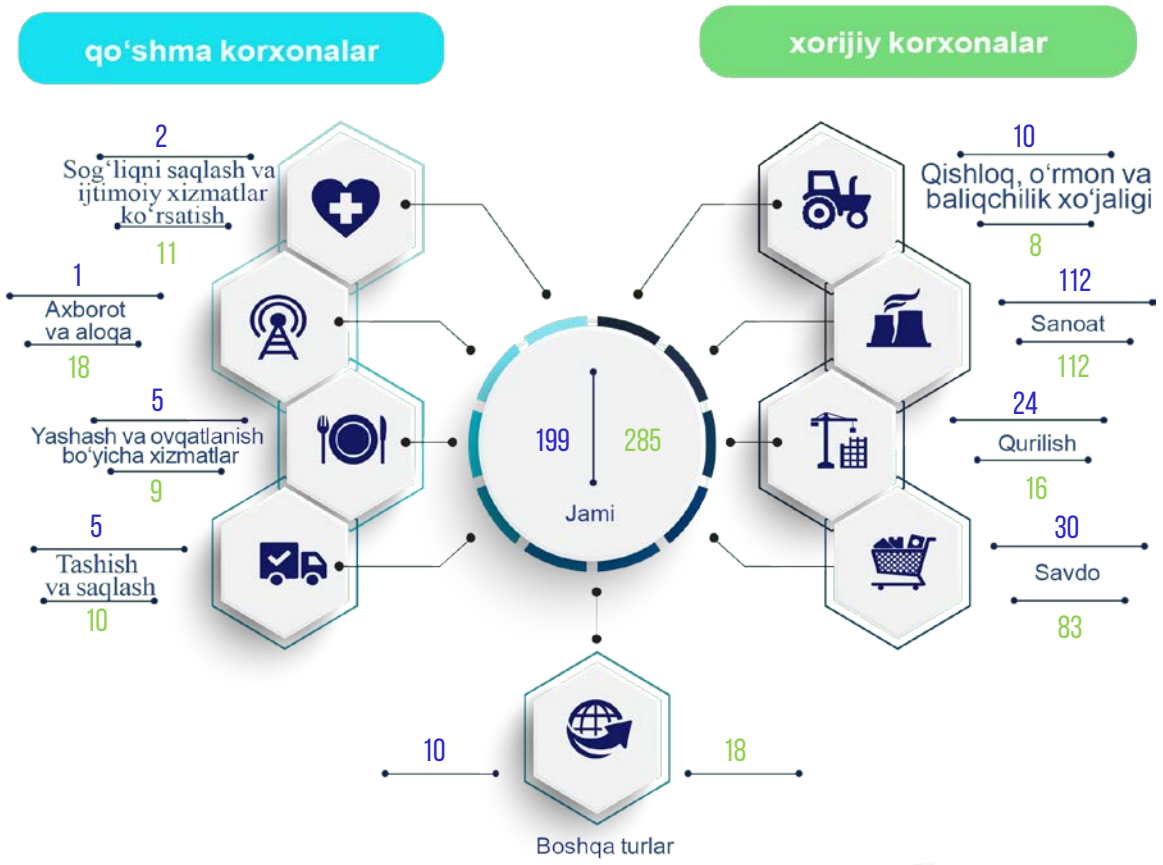 qo‘shma korxonalar
xorijiy korxonalar
2
Sog‘liqni saqlash va
ijtimoiy xizmatlar
ko‘rsatish
11
1
Axborot
va aloqa
18
5
Yashash va ovqatlanish
bo‘yicha xizmatlar
9
5
Tashish
va saqlash
10
199
285
Jami
10
Qishloq, o‘rmon va
baliqchilik xo‘jaligi
8
112
Sanoat
112
24
Qurilish
16
30
Savdo
83
10
18
Boshqa turlar